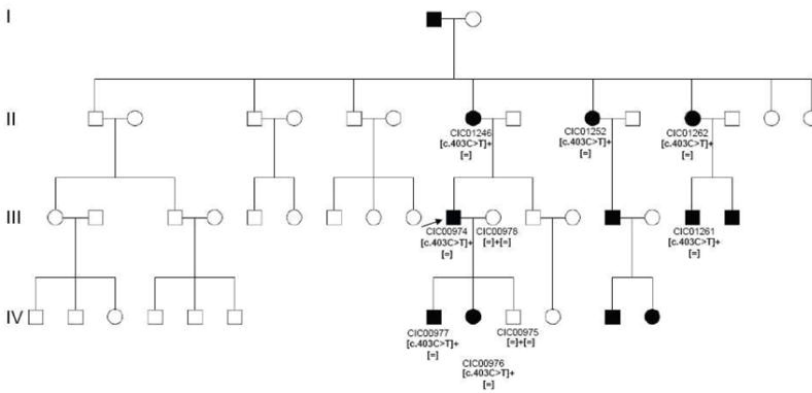 I
II
CIC01246 CIC01252 CIC01262
[c.403C>T]+ [c.403C>T]+ [c.403C>T]+
[=] [=] [=]
III
CIC00974 CIC00978 CIC01261
[c.403C>T]+ [=]+[=] [c.403C>T]+
[=] [=]
IV
CIC00977 CIC00975
[c.403C>T]+ [=]+[=]
[=]
CIC00976
[c.403C>T]+
[=]